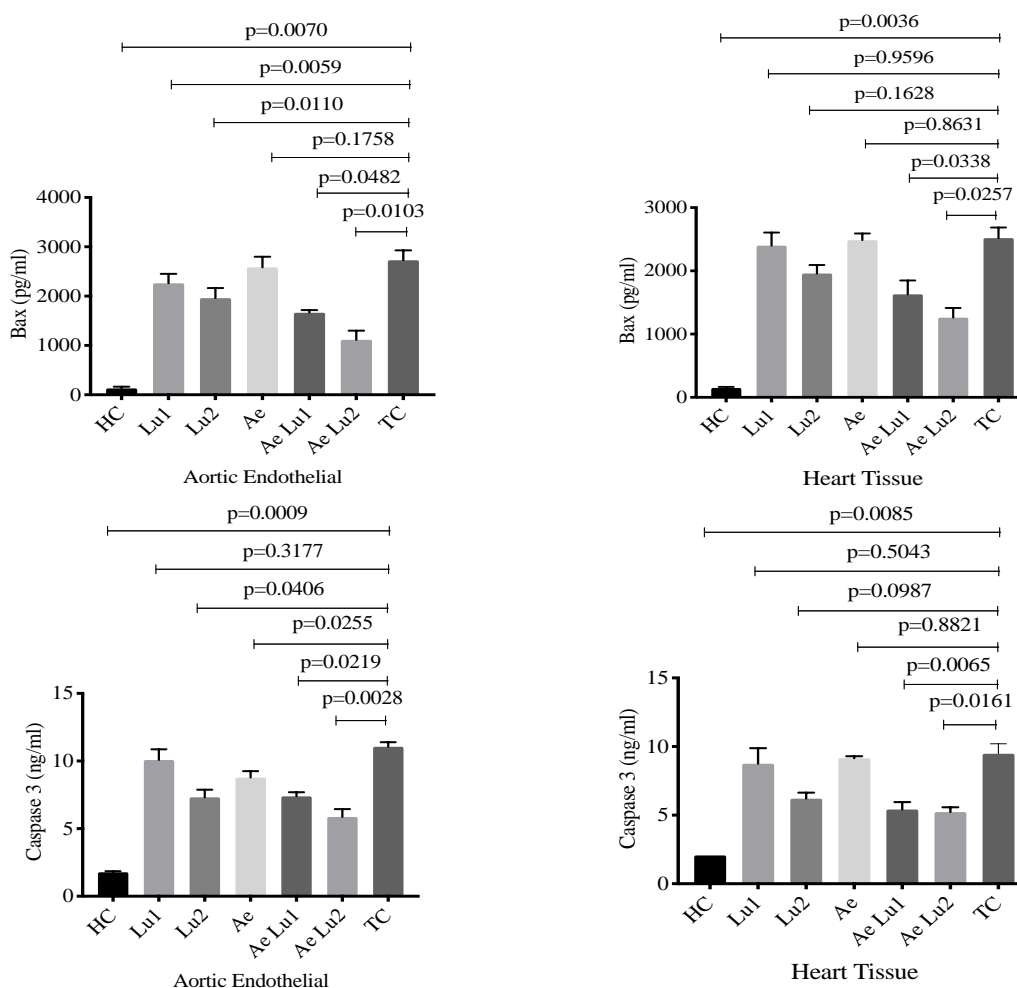 p=0.0070
p=0.0059
p=0.0110
p=0.1758
p=0.0482
p=0.0103
4000
3000
2000
1000
0
Bax (pg/ml)
HC
Lu1
Lu2
Ae
Ae Lu1
Ae Lu2
TC
Aortic Endothelial
p=0.0036
p=0.9596
p=0.1628
p=0.8631
p=0.0338
p=0.0257
3000
2000
1000
0
Bax (pg/ml)
HC
Lu1
Lu2
Ae
Ae Lu1
Ae Lu2
TC
Heart Tissue
p=0.0009
p=0.3177
p=0.0406
p=0.0255
p=0.0219
p=0.0028
15
10
5
0
Caspase 3 (ng/ml)
HC
Lu1
Lu2
Ae
Ae Lu1
Ae Lu2
TC
Aortic Endothelial
p=0.0085
p=0.5043
p=0.0987
p=0.8821
p=0.0065
p=0.0161
15
10
5
0
Caspase 3 (ng/ml)
HC
Lu1
Lu2
Ae
Ae Lu1
Ae Lu2
TC
Heart Tissue